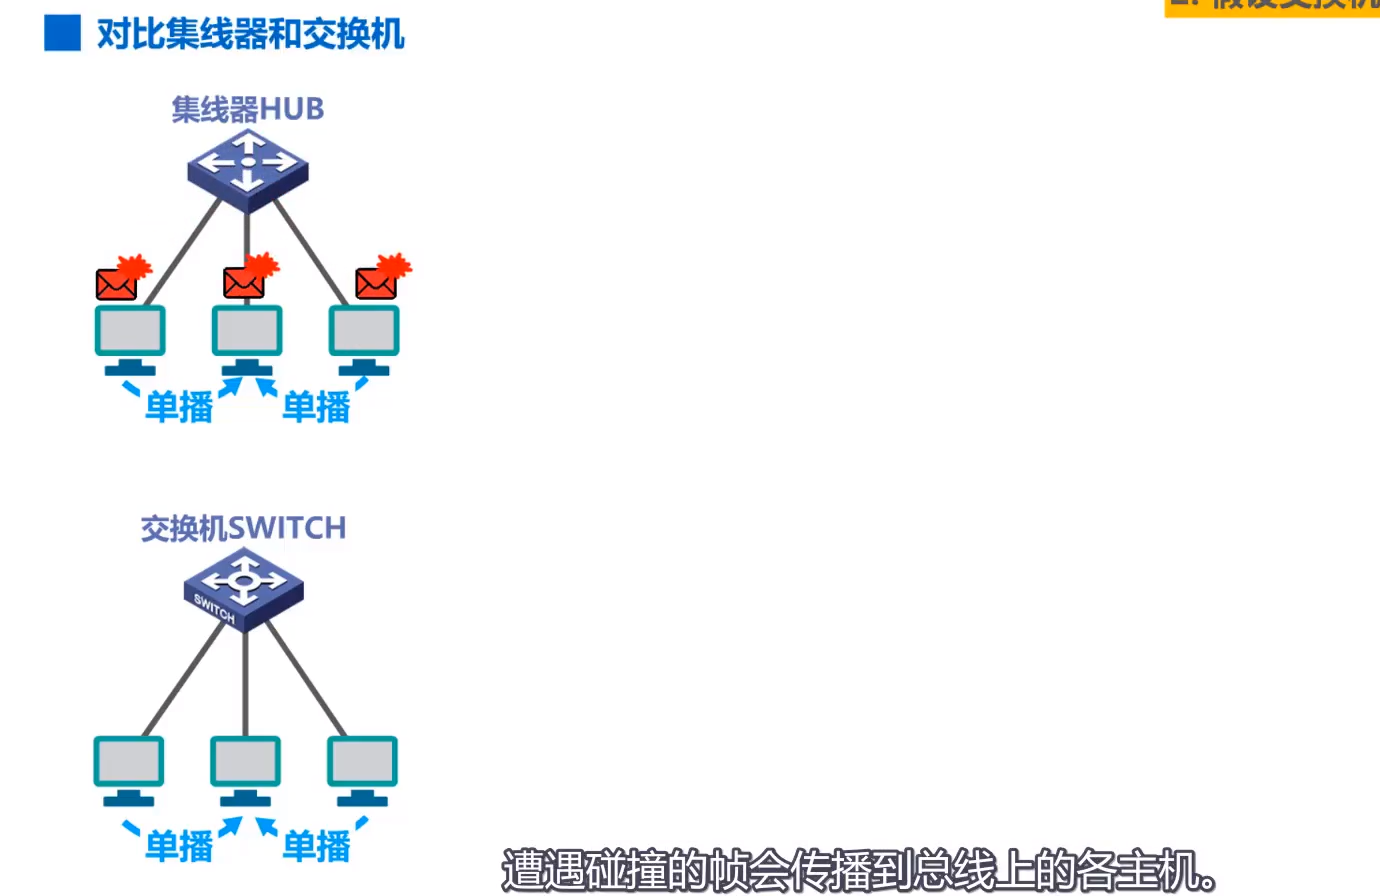 对比集线器和交换机
集线器HUB
单播 单播
交换机SWITCH
SWITCH
单播 单播
遭遇碰撞的帧会传播到总线上的各主机。